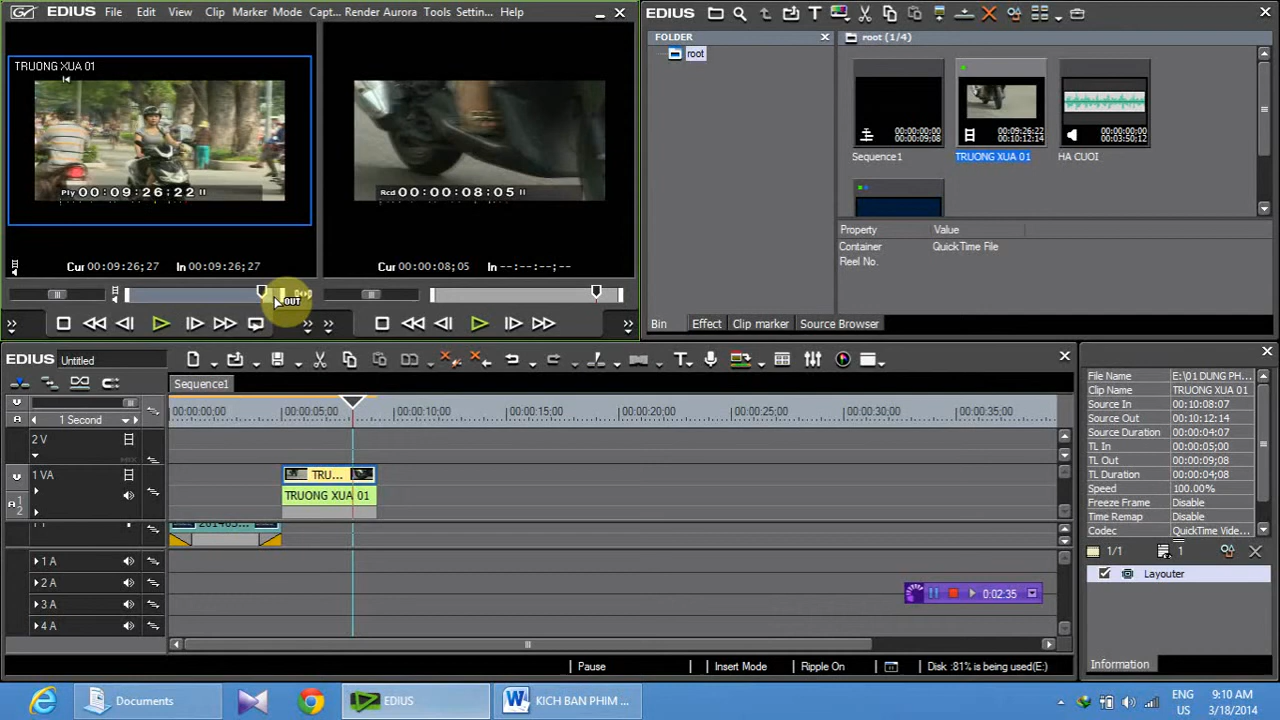 File Edit View Clip Marker Mode Capt... Render Aurora Tools Settin... Help
TRUONG XUA 01
Ply 00:09:26:22
Cur 00:09:26;27 In 00:09:26;27
OUT
Rcd 00:00:08:05
Cur 00:00:08;05 In --:--:--;--
EDIUS
FOLDER
root
root (1/4)
00:00:00;00
00:00:09;08
Sequence1
00:09:26;22
00:10:12;14
TRUONG XUA 01
00:00:00;00
00:03:50;12
HA CUOI
Property Value
Container QuickTime File
Reel No.
Bin Effect Clip marker Source Browser
EDIUS Untitled
Sequence1
1 Second
00:00:00;00 00:00:05;00 00:00:10;00 00:00:15;00 00:00:20;00 00:00:25;00 00:00:30;00 00:00:35;00
2 V
1 VA
TRU...
TRUONG XUA 01
1 A
2 A
3 A
4 A
0:02:35
Pause Insert Mode Ripple On Disk :81% is being used(E:)
File Name E:\01 DUNG PH...
Clip Name TRUONG XUA 01
Source In 00:10:08:07
Source Out 00:10:12:14
Source Duration 00:00:04:07
TL In 00:00:05;00
TL Out 00:00:09;08
TL Duration 00:00:04;08
Speed 100.00%
Freeze Frame Disable
Time Remap Disable
Codec QuickTime Vide...
1/1 1
Layouter
Information
Documents
EDIUS
KICH BAN PHIM ...
ENG
US
9:10 AM
3/18/2014